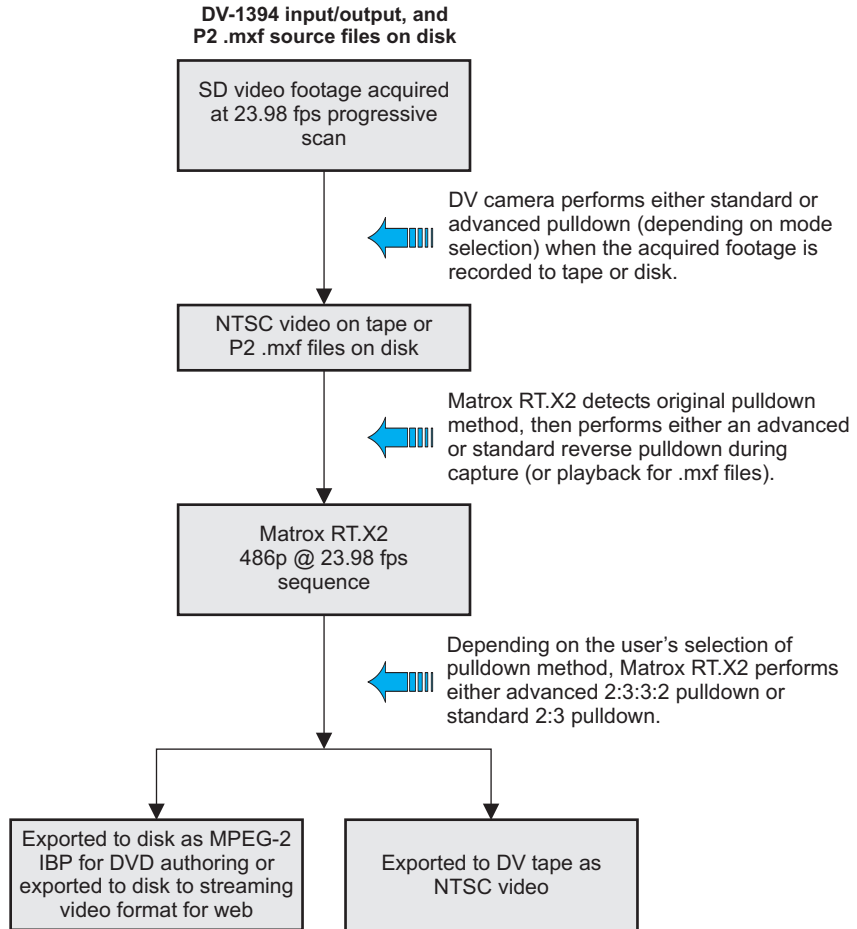 DV-1394 input/output, and
P2 .mxf source files on disk
SD video footage acquired
at 23.98 fps progressive
scan
DV camera performs either standard or
advanced pulldown (depending on mode
selection) when the acquired footage is
recorded to tape or disk.
NTSC video on tape or
P2 .mxf files on disk
Matrox RT.X2 detects original pulldown
method, then performs either an advanced
or standard reverse pulldown during
capture (or playback for .mxf files).
Matrox RT.X2
486p @ 23.98 fps
sequence
Depending on the user's selection of
pulldown method, Matrox RT.X2 performs
either advanced 2:3:3:2 pulldown or
standard 2:3 pulldown.
Exported to disk as MPEG-2
IBP for DVD authoring or
exported to disk to streaming
video format for web
Exported to DV tape as
NTSC video